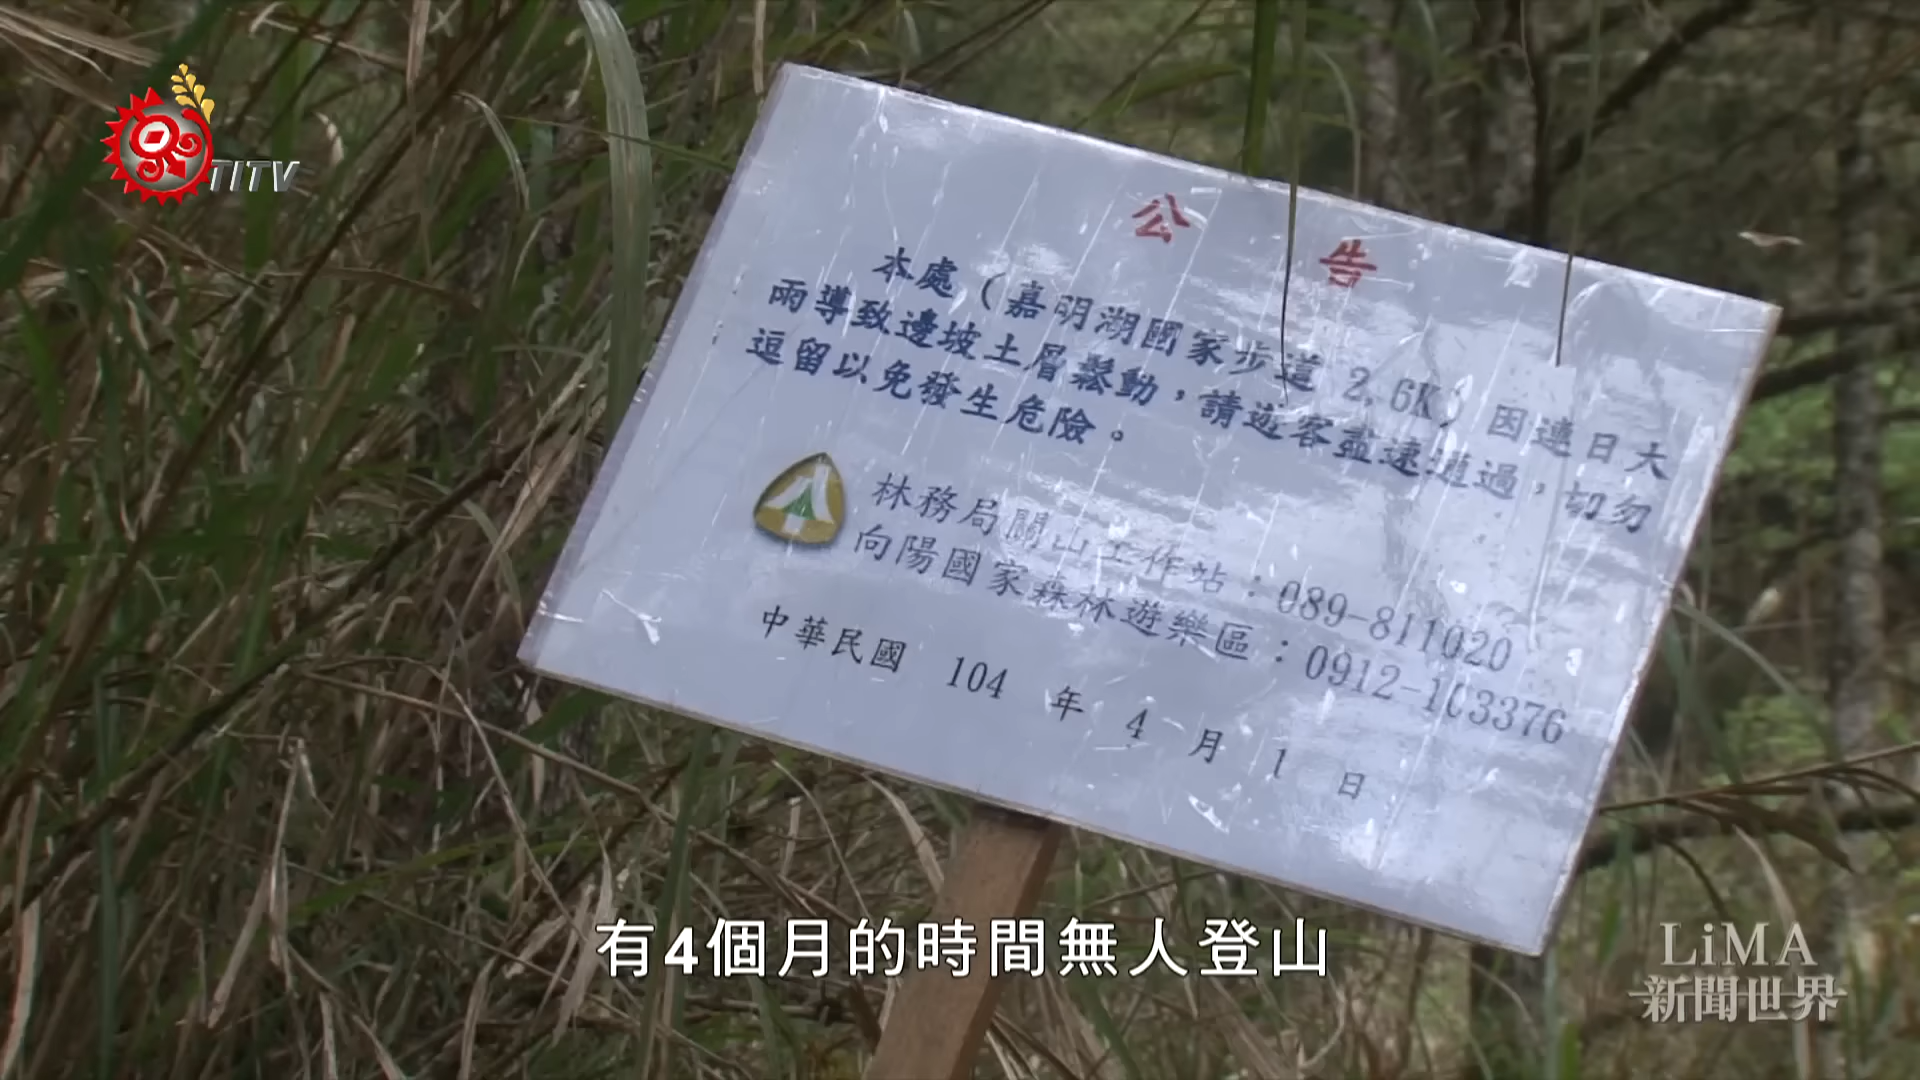 TITV
公告
本處（嘉明湖國家步道 2.6K）因連日大
雨導致邊坡土層鬆動，請遊客盡速通過，切勿
逗留以免發生危險。
林務局關山工作站：089-811020
向陽國家森林遊樂區：0912-103376
中華民國 104 年 4 月 1 日
有4個月的時間無人登山
LiMA
新聞世界